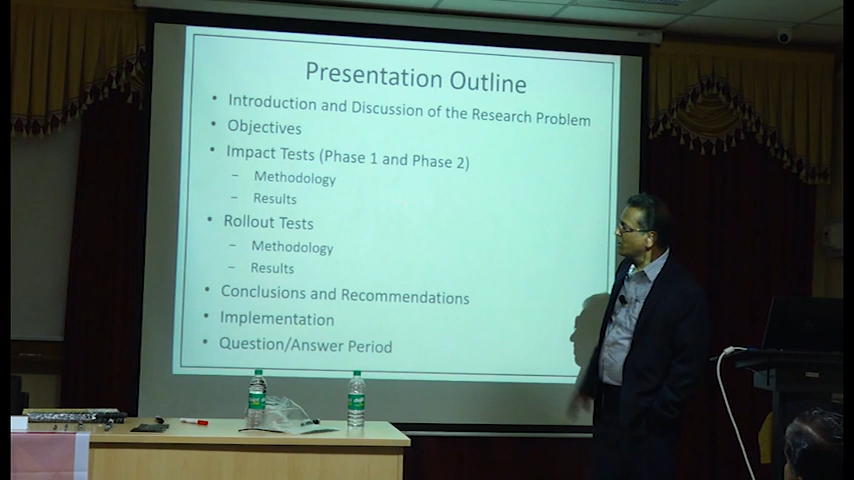 Presentation Outline
• Introduction and Discussion of the Research Problem
• Objectives
• Impact Tests (Phase 1 and Phase 2)
– Methodology
– Results
• Rollout Tests
– Methodology
– Results
• Conclusions and Recommendations
• Implementation
• Question/Answer Period